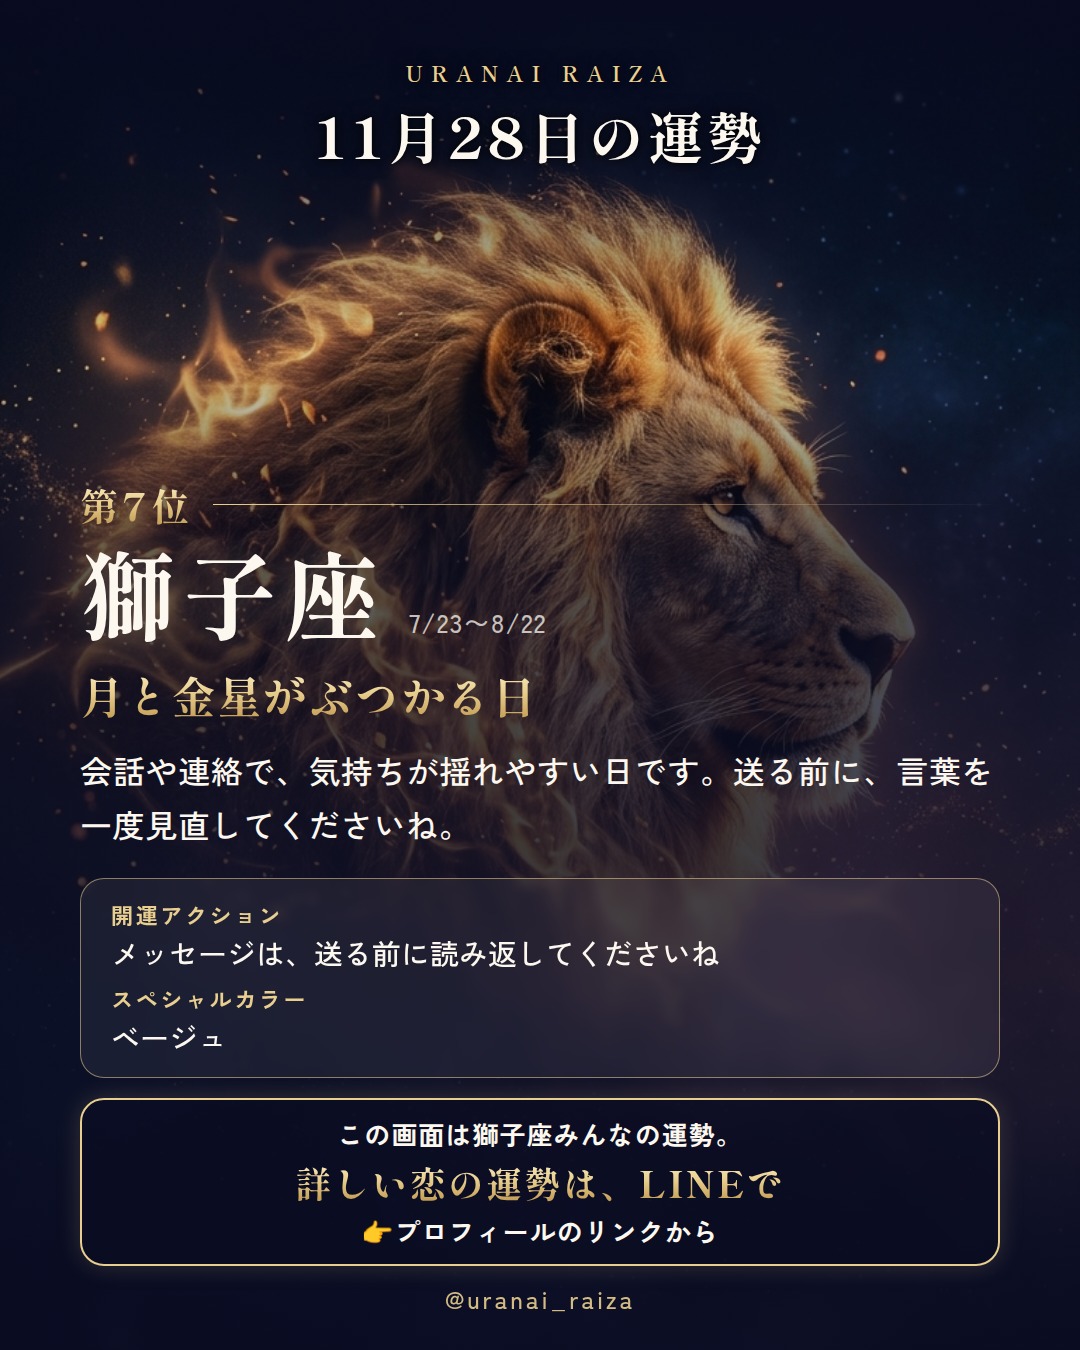 URANAI RAIZA
11月28日の運勢
第7位
獅子座 7/23〜8/22
月と金星がぶつかる日
会話や連絡で、気持ちが揺れやすい日です。送る前に、言葉を
一度見直してくださいね。
開運アクション
メッセージは、送る前に読み返してくださいね
スペシャルカラー
ベージュ
この画面は獅子座みんなの運勢。
詳しい恋の運勢は、LINEで
👉プロフィールのリンクから
@uranai_raiza